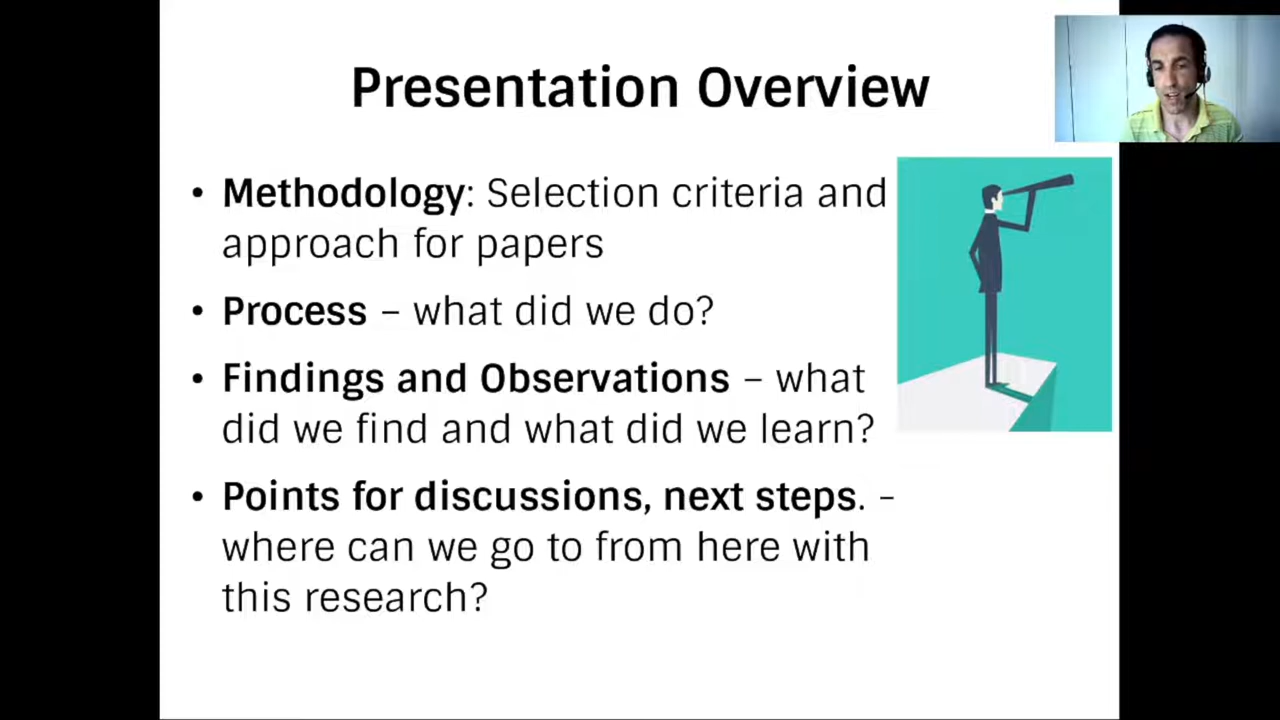 Presentation Overview
• Methodology: Selection criteria and
approach for papers
• Process – what did we do?
• Findings and Observations – what
did we find and what did we learn?
• Points for discussions, next steps. -
where can we go to from here with
this research?